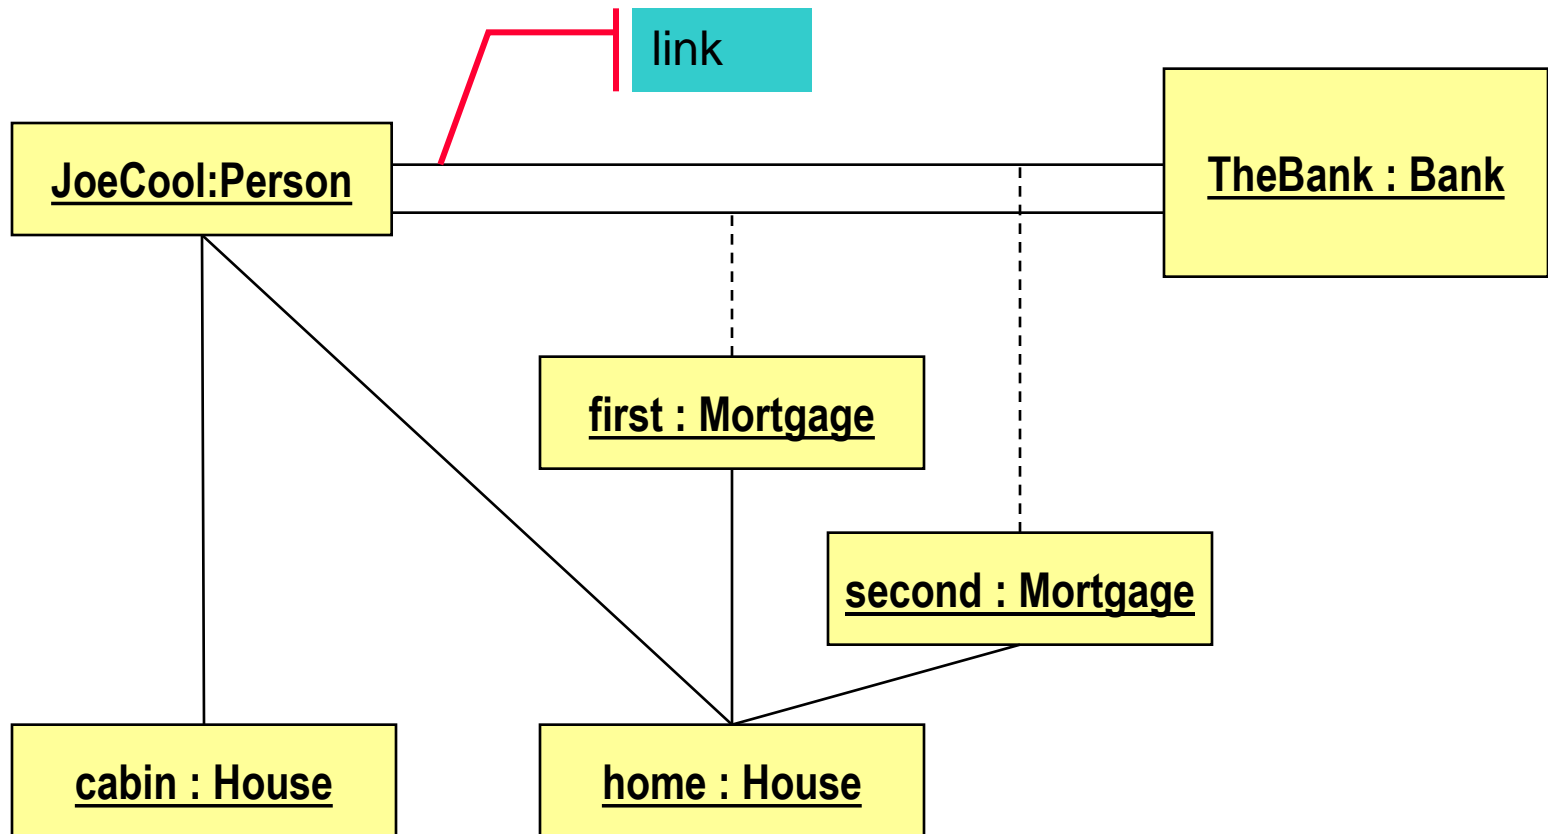 link
JoeCool:Person
TheBank : Bank
first : Mortgage
second : Mortgage
cabin : House
home : House